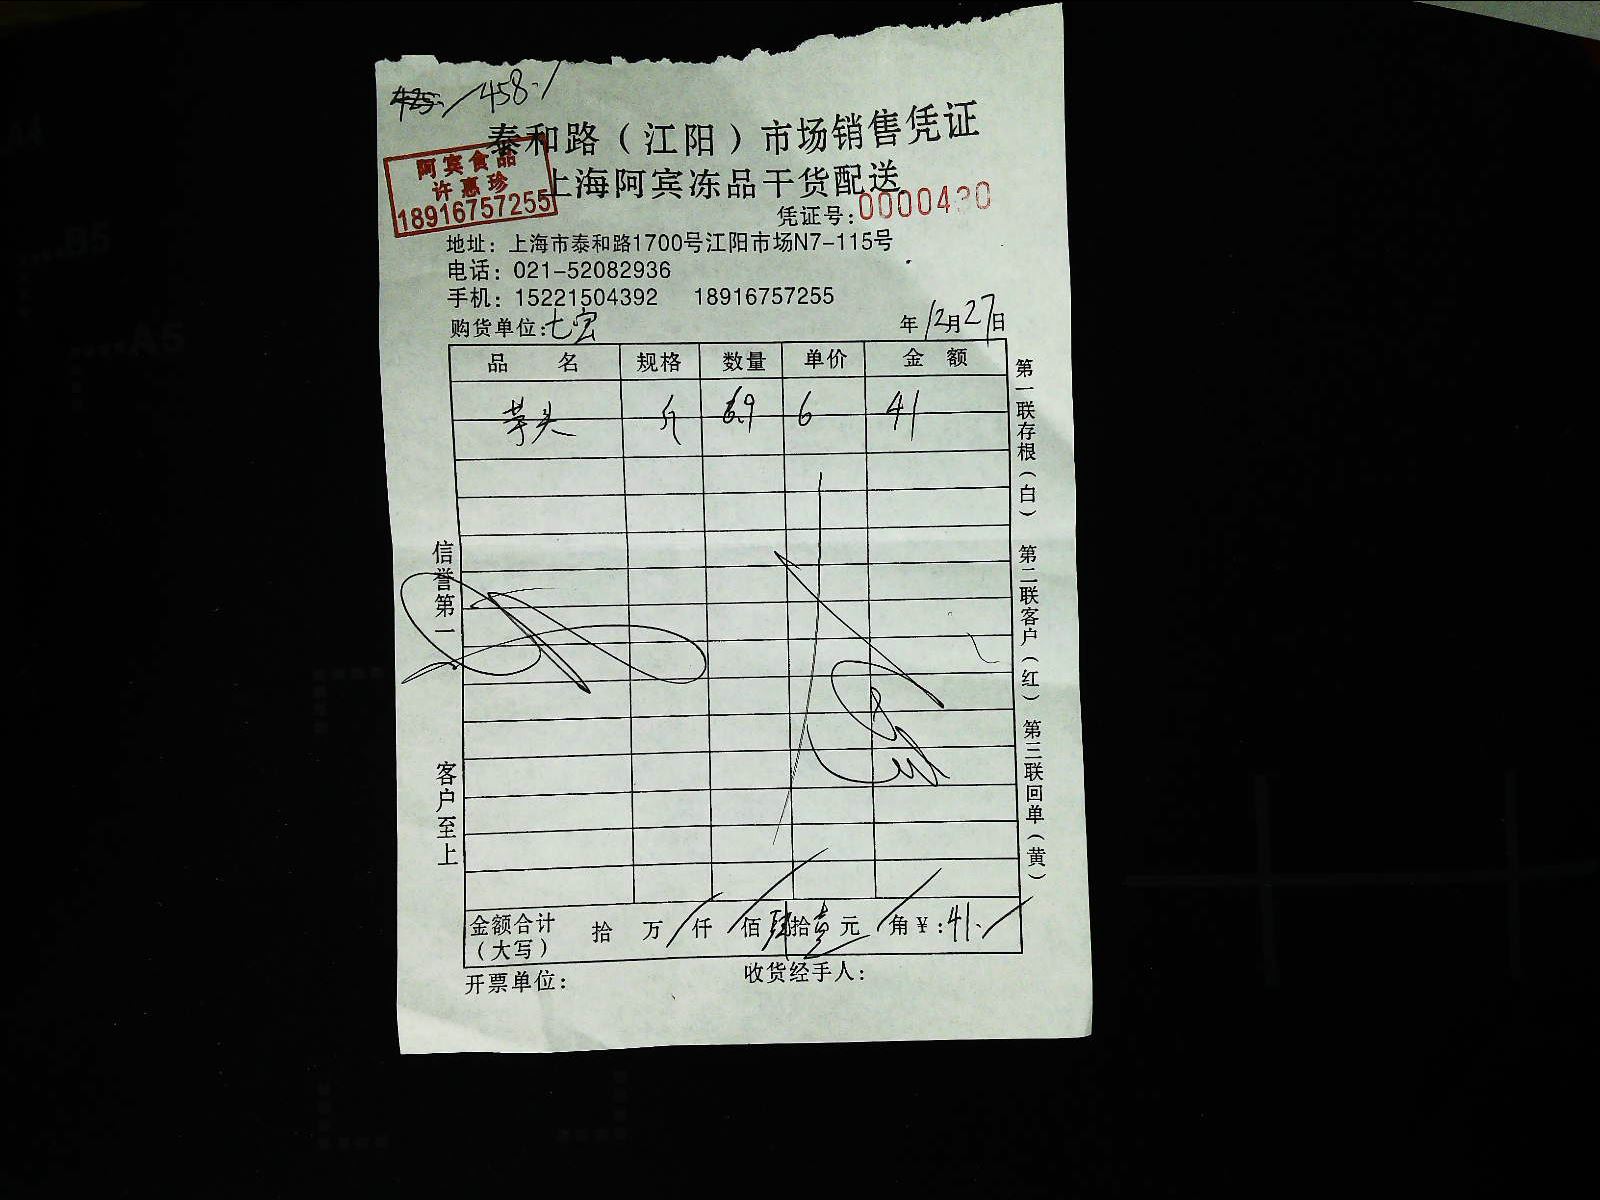 458.
泰和路（江阳）市场销售凭证
阿宾食品
许惠珍
18916757255
上海阿宾冻品干货配送
凭证号:0000430
地址：上海市泰和路1700号江阳市场N7-115号
电话：021-52082936
手机：15221504392 18916757255
购货单位:七宏 年12月27日
品名 规格 数量 单价 金额
芋头 斤 6.9 6 41
信誉第一
客户至上
第一联存根（白） 第二联客户（红） 第三联回单（黄）
金额合计（大写） 拾 万 仟 佰 肆拾壹元 角￥:41.
开票单位: 收货经手人: